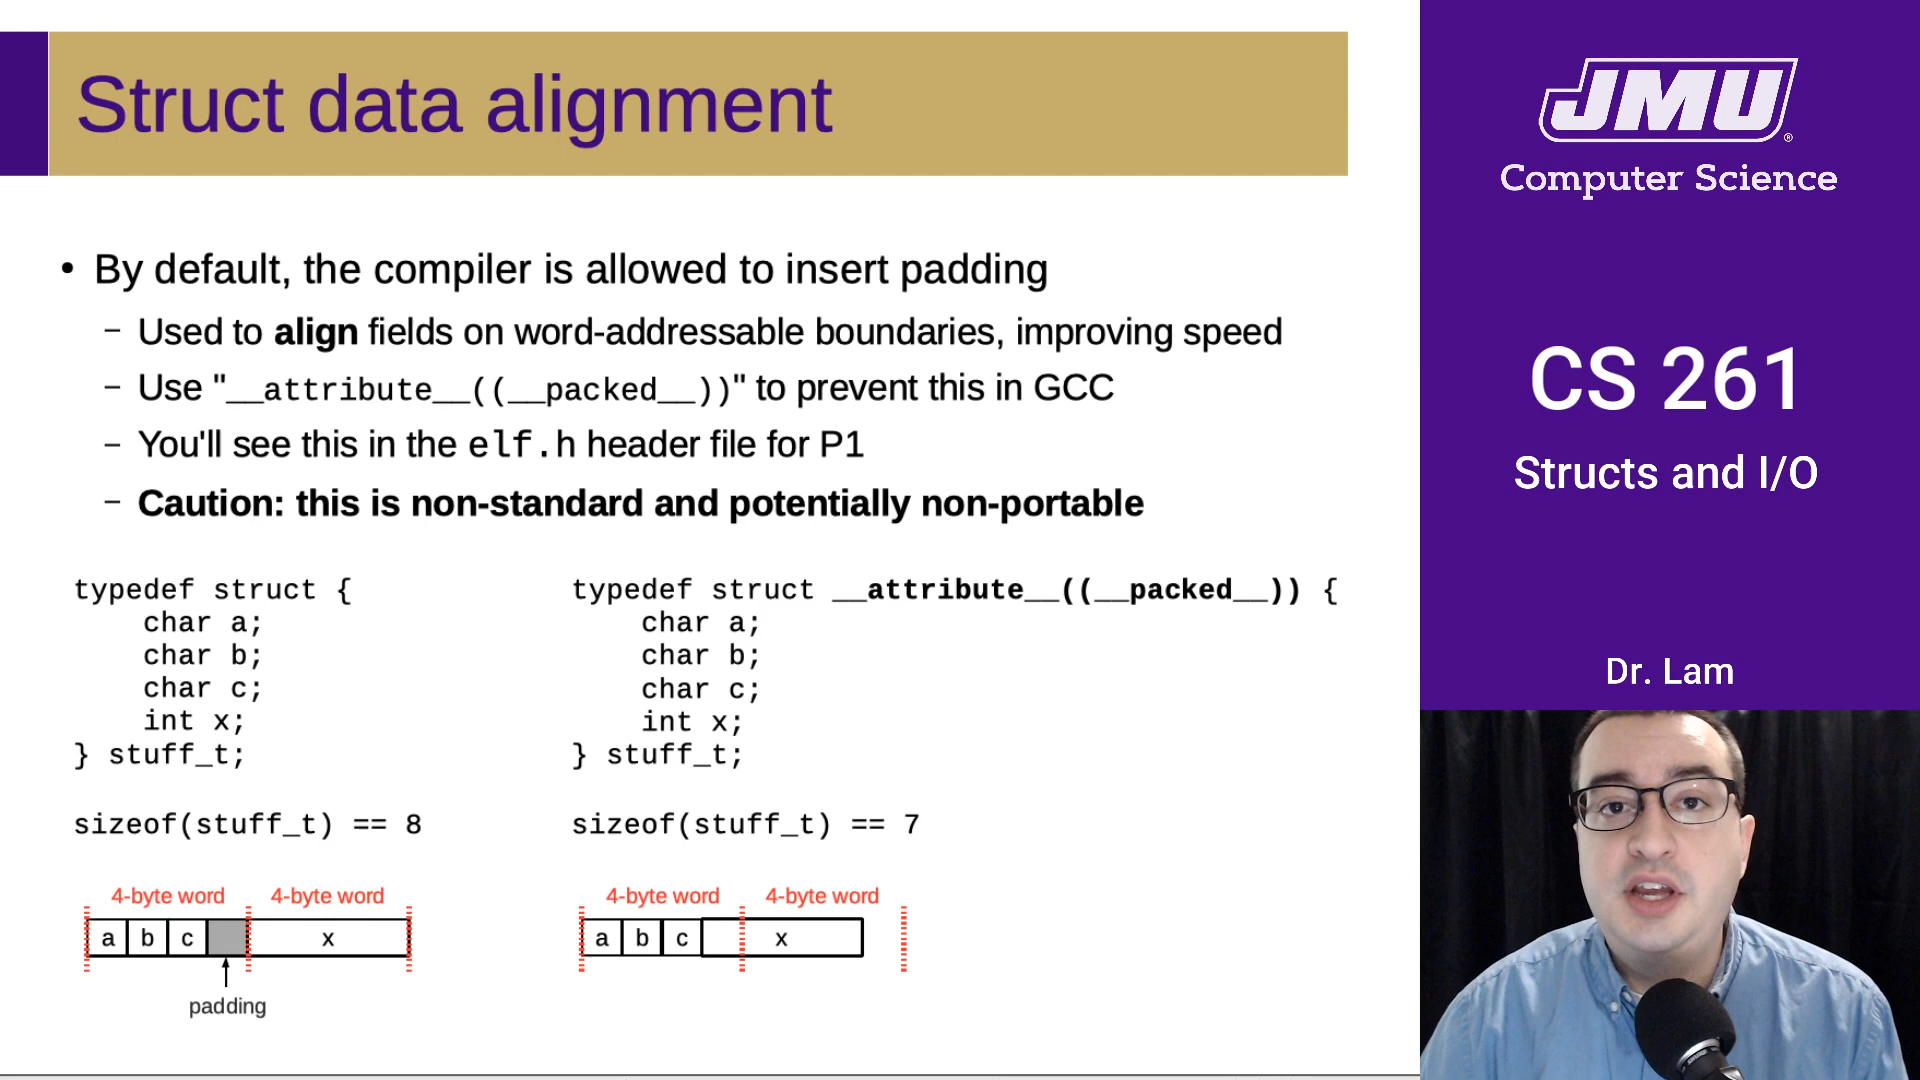 Struct data alignment
• By default, the compiler is allowed to insert padding
– Used to align fields on word-addressable boundaries, improving speed
– Use "__attribute__((__packed__))" to prevent this in GCC
– You'll see this in the elf.h header file for P1
– Caution: this is non-standard and potentially non-portable
typedef struct {
    char a;
    char b;
    char c;
    int x;
} stuff_t;
sizeof(stuff_t) == 8
4-byte word 4-byte word
a b c x
padding
typedef struct __attribute__((__packed__)) {
    char a;
    char b;
    char c;
    int x;
} stuff_t;
sizeof(stuff_t) == 7
4-byte word 4-byte word
a b c x
JMU®
Computer Science
CS 261
Structs and I/O
Dr. Lam